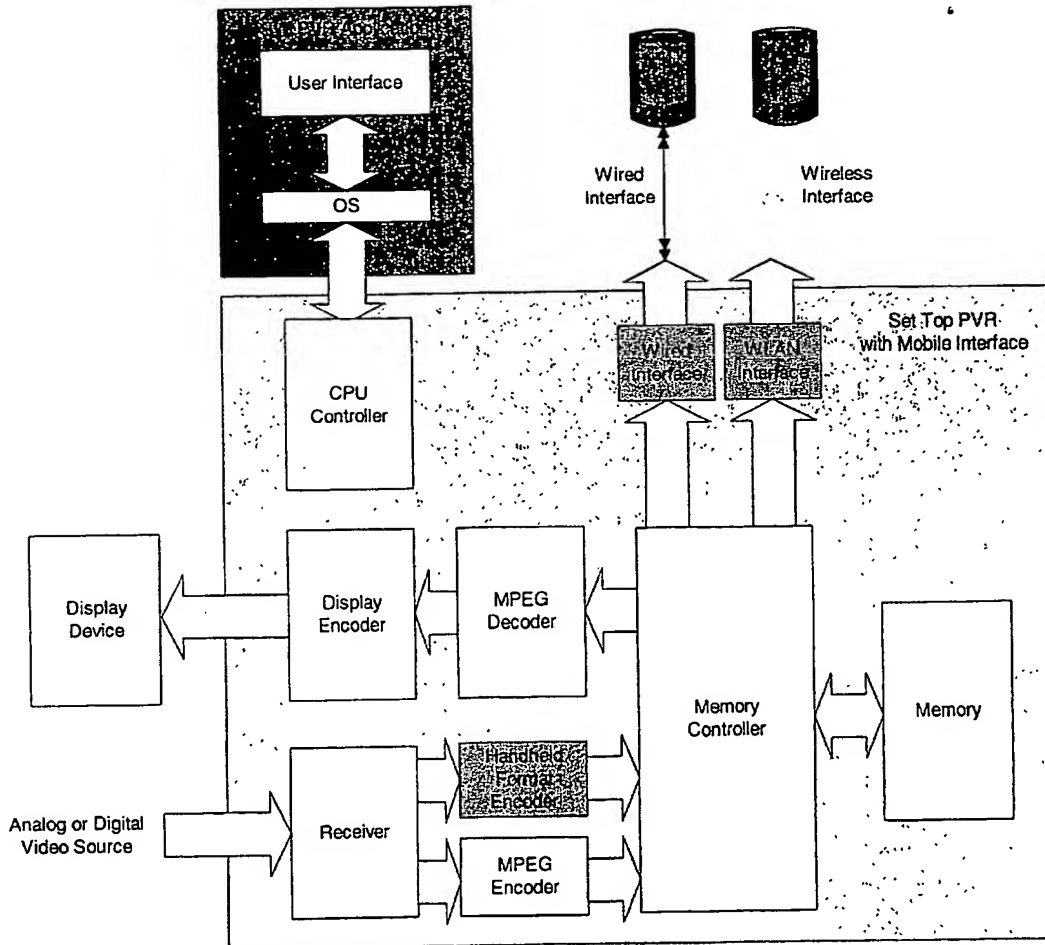 User Interface
OS
Wired
Interface
Wireless
Interface
Set Top PVR
with Mobile Interface
Wired
Interface
WLAN
Interface
CPU
Controller
Display
Device
Display
Encoder
MPEG
Decoder
Memory
Controller
Memory
Handheld
Format
Encoder
Analog or Digital
Video Source
Receiver
MPEG
Encoder